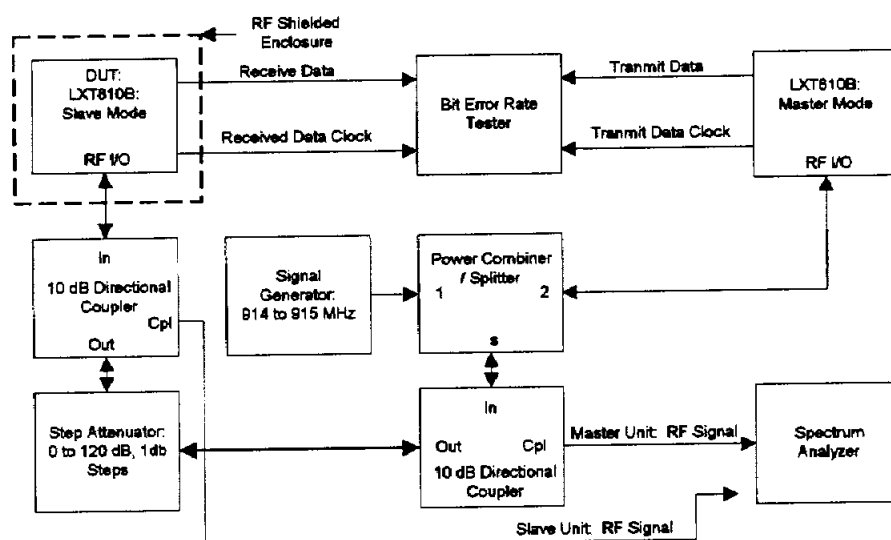 RF Shielded
Enclosure
DUT:
LXT810B:
Slave Mode
RF I/O
Receive Data
Received Data Clock
Bit Error Rate
Tester
Tranmit Data
Tranmit Data Clock
LXT810B:
Master Mode
RF I/O
In
10 dB Directional
Coupler
Cpl
Out
Signal
Generator:
914 to 915 MHz
Power Combiner
/ Splitter
1 2
s
Step Attenuator:
0 to 120 dB, 1db
Steps
In
Out Cpl
10 dB Directional
Coupler
Master Unit: RF Signal
Spectrum
Analyzer
Slave Unit: RF Signal